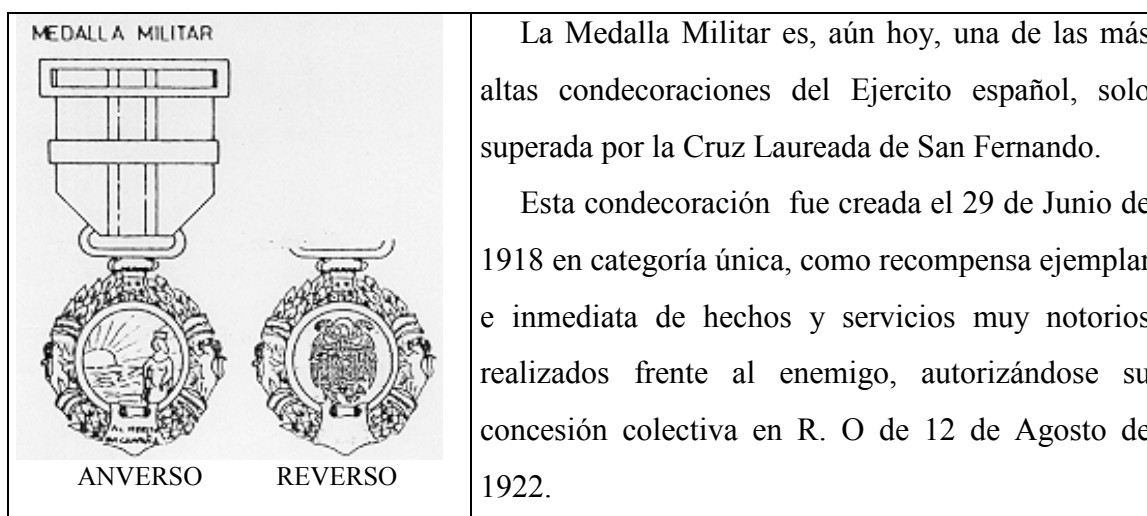 MEDALLA MILITAR
ANVERSO REVERSO
La Medalla Militar es, aún hoy, una de las más
altas condecoraciones del Ejercito español, solo
superada por la Cruz Laureada de San Fernando.
Esta condecoración fue creada el 29 de Junio de
1918 en categoría única, como recompensa ejemplar
e inmediata de hechos y servicios muy notorios
realizados frente al enemigo, autorizándose su
concesión colectiva en R. O de 12 de Agosto de
1922.